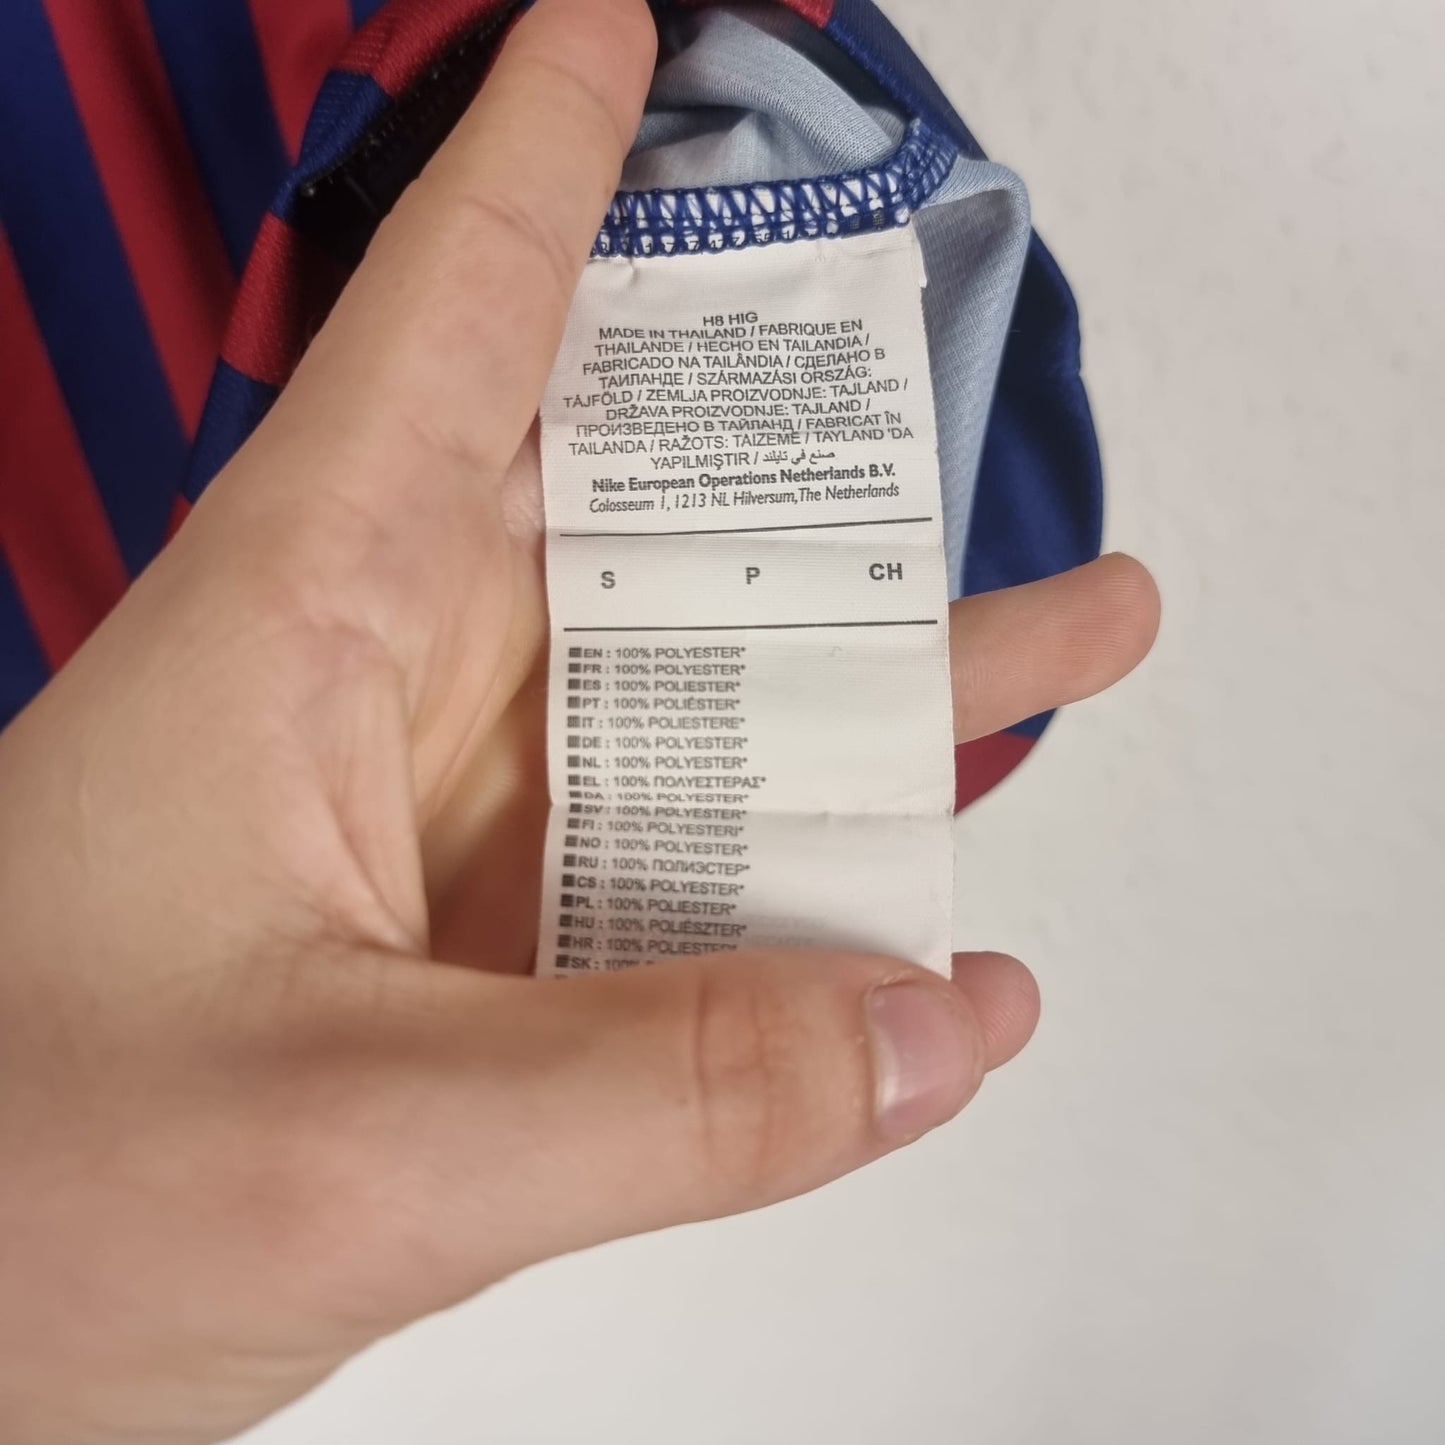 H8 HIG
MADE IN THAILAND / FABRIQUE EN
THAILANDE / HECHO EN TAILANDIA /
FABRICADO NA TAILÂNDIA / СДЕЛАНО В
ТАИЛАНДЕ / SZÁRMAZÁSI ORSZÁG:
TÁJFÖLD / ZEMLJA PROIZVODNJE: TAJLAND /
DRŽAVA PROIZVODNJE: TAJLAND /
ПРОИЗВЕДЕНО В ТАЙЛАНД / FABRICAT ÎN
TAILANDA / RAŽOTS: TAIZEMĒ / TAYLAND 'DA
YAPILMIŞTIR / صنع في تايلند
Nike European Operations Netherlands B.V.
Colosseum 1, 1213 NL Hilversum, The Netherlands
S P CH
EN : 100% POLYESTER*
FR : 100% POLYESTER*
ES : 100% POLIESTER*
PT : 100% POLIÉSTER*
IT : 100% POLIESTERE*
DE : 100% POLYESTER*
NL : 100% POLYESTER*
EL : 100% ΠΟΛΥΕΣΤΕΡΑΣ*
DA : 100% POLYESTER*
SV : 100% POLYESTER*
FI : 100% POLYESTERI*
NO : 100% POLYESTER*
RU : 100% ПОЛИЭСТЕР*
CS : 100% POLYESTER*
PL : 100% POLIESTER*
HU : 100% POLIÉSZTER*
HR : 100% POLIESTER*
SK : 100%